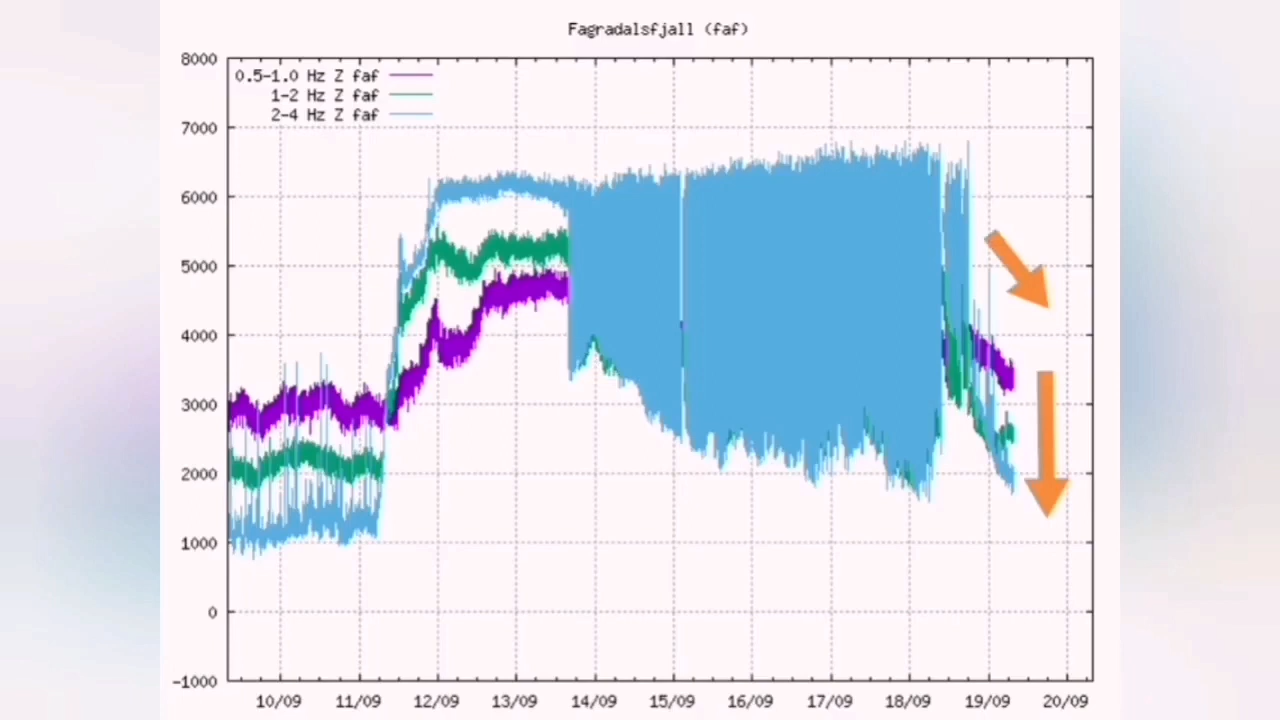 Fagradalsfjall (faf)
8000
0.5-1.0 Hz Z faf
1-2 Hz Z faf
2-4 Hz Z faf
7000
6000
5000
4000
3000
2000
1000
0
-1000
10/09 11/09 12/09 13/09 14/09 15/09 16/09 17/09 18/09 19/09 20/09